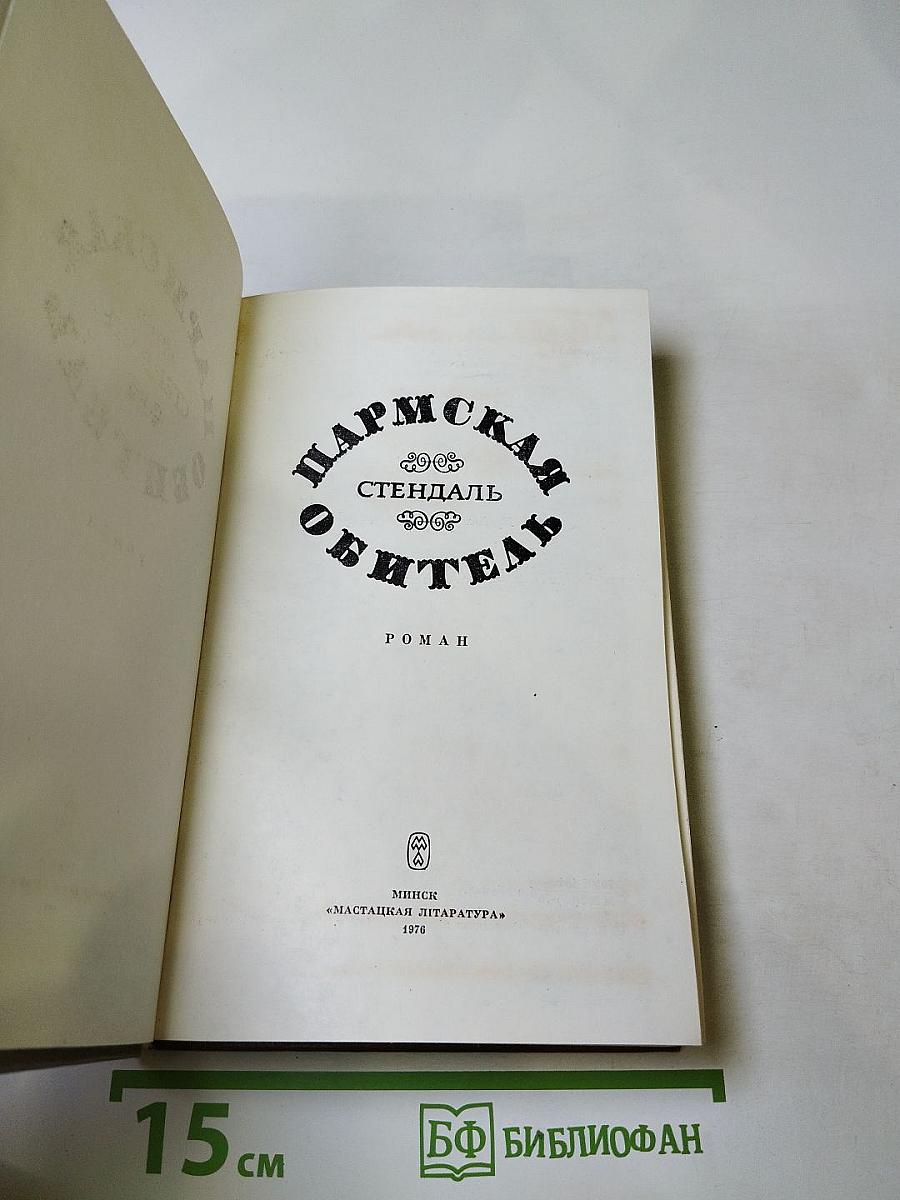 ПАРМСКАЯ
СТЕНДАЛЬ
ОБИТЕЛЬ
РОМАН
МИНСК
«МАСТАЦКАЯ ЛІТАРАТУРА»
1976
15 см
БФ БИБЛИОФАН